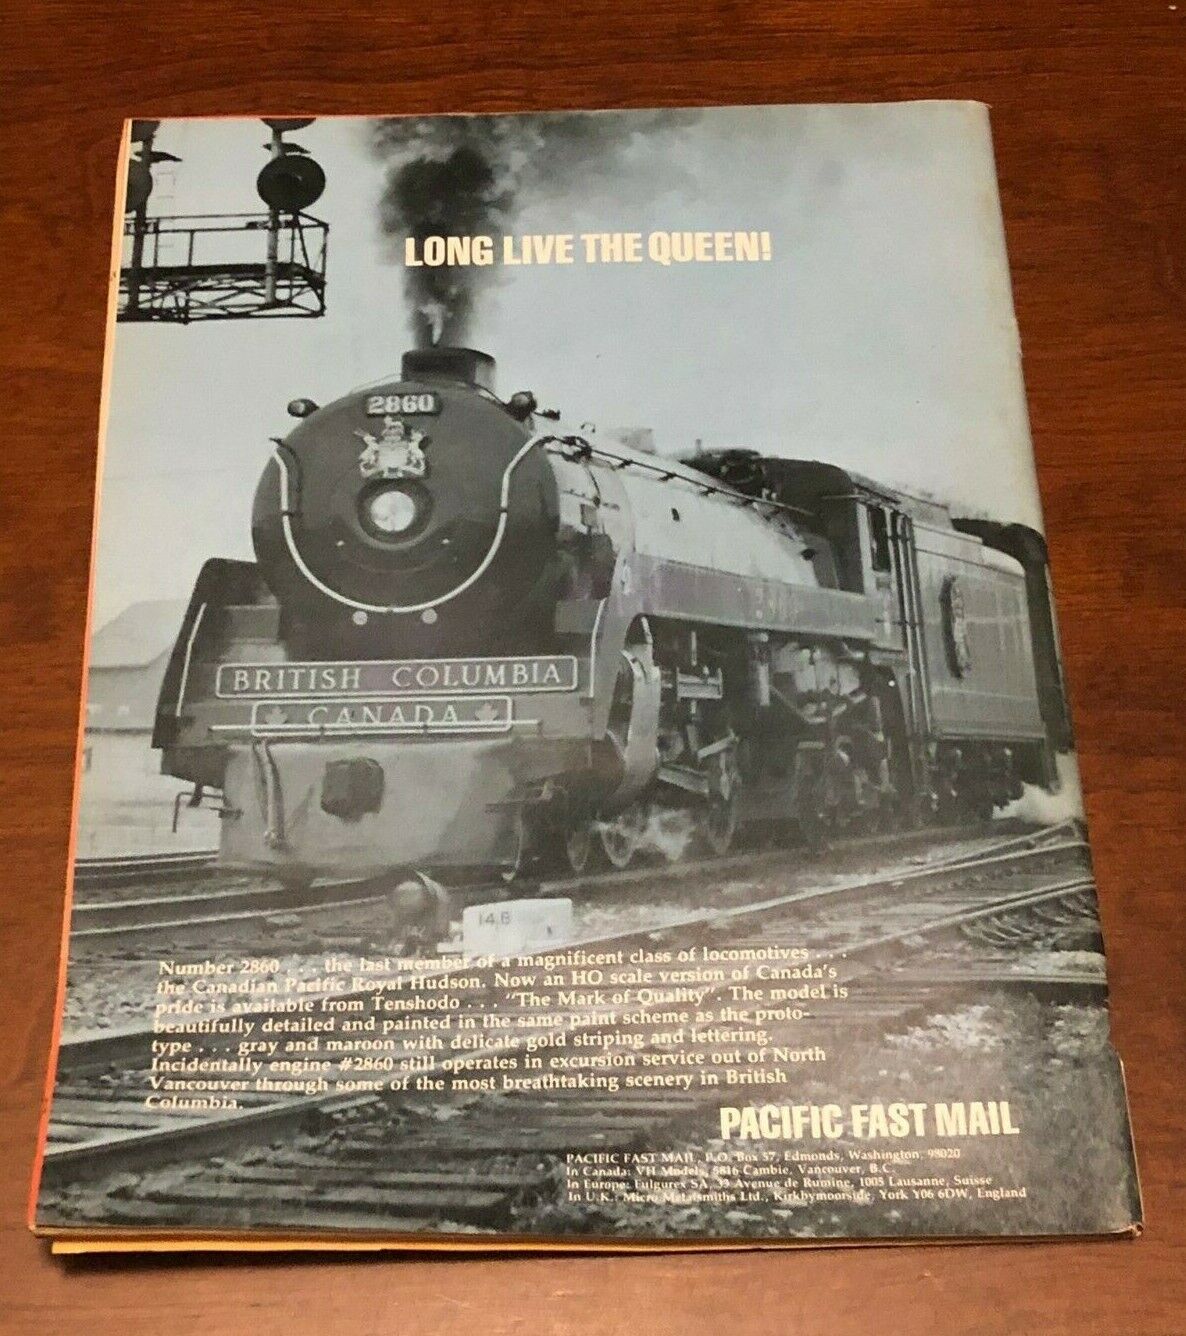 LONG LIVE THE QUEEN!
2860
BRITISH COLUMBIA
CANADA
14.8
Number 2860 . . . the last member of a magnificent class of locomotives . . .
the Canadian Pacific Royal Hudson. Now an HO scale version of Canada's
pride is available from Tenshodo . . . "The Mark of Quality". The model is
beautifully detailed and painted in the same paint scheme as the proto-
type . . . gray and maroon with delicate gold striping and lettering.
Incidentally engine #2860 still operates in excursion service out of North
Vancouver through some of the most breathtaking scenery in British
Columbia.
PACIFIC FAST MAIL
PACIFIC FAST MAIL, P.O. Box 57, Edmonds, Washington, 98020
In Canada: VH Models, 5816 Cambie, Vancouver, B.C.
In Europe: Fulgurex SA, 33 Avenue de Rumine, 1005 Lausanne, Suisse
In U.K.: Micro Metalsmiths Ltd., Kirkbymoorside, York Y06 6DW, England